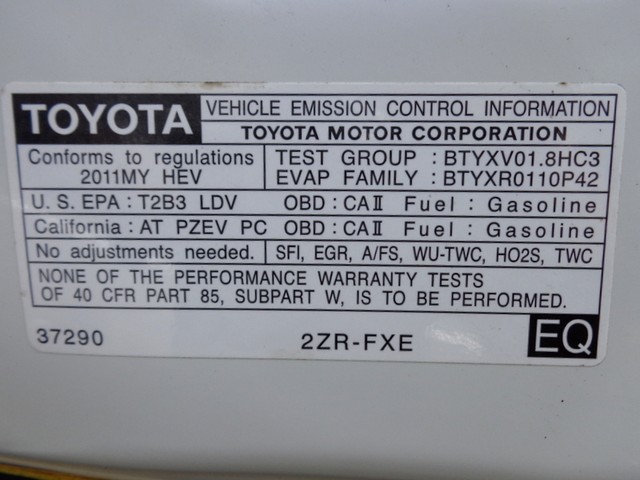 TOYOTA VEHICLE EMISSION CONTROL INFORMATION
TOYOTA MOTOR CORPORATION
Conforms to regulations
2011MY HEV
TEST GROUP : BTYXV01.8HC3
EVAP FAMILY : BTYXR0110P42
U.S. EPA : T2B3 LDV OBD : CAII Fuel : Gasoline
California : AT PZEV PC OBD : CAII Fuel : Gasoline
No adjustments needed. SFI, EGR, A/FS, WU-TWC, HO2S, TWC
NONE OF THE PERFORMANCE WARRANTY TESTS
OF 40 CFR PART 85, SUBPART W, IS TO BE PERFORMED.
37290 2ZR-FXE EQ